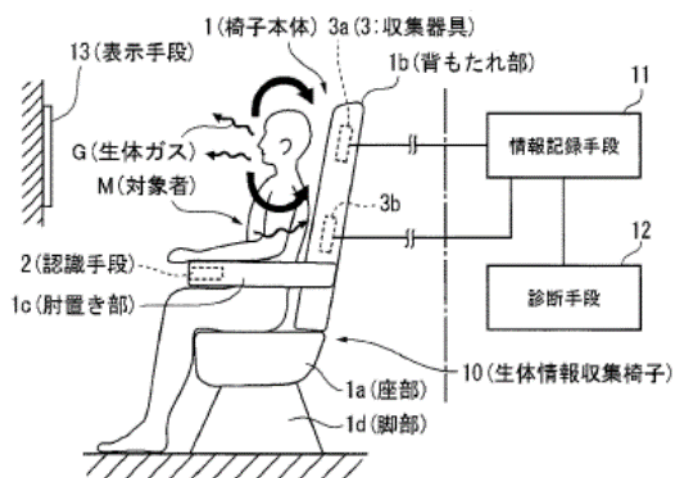 1(椅子本体)
3a(3:収集器具)
13(表示手段)
1b(背もたれ部)
11
情報記録手段
G(生体ガス)
M(対象者)
3b
12
診断手段
2(認識手段)
1c(肘置き部)
10(生体情報収集椅子)
1a(座部)
1d(脚部)